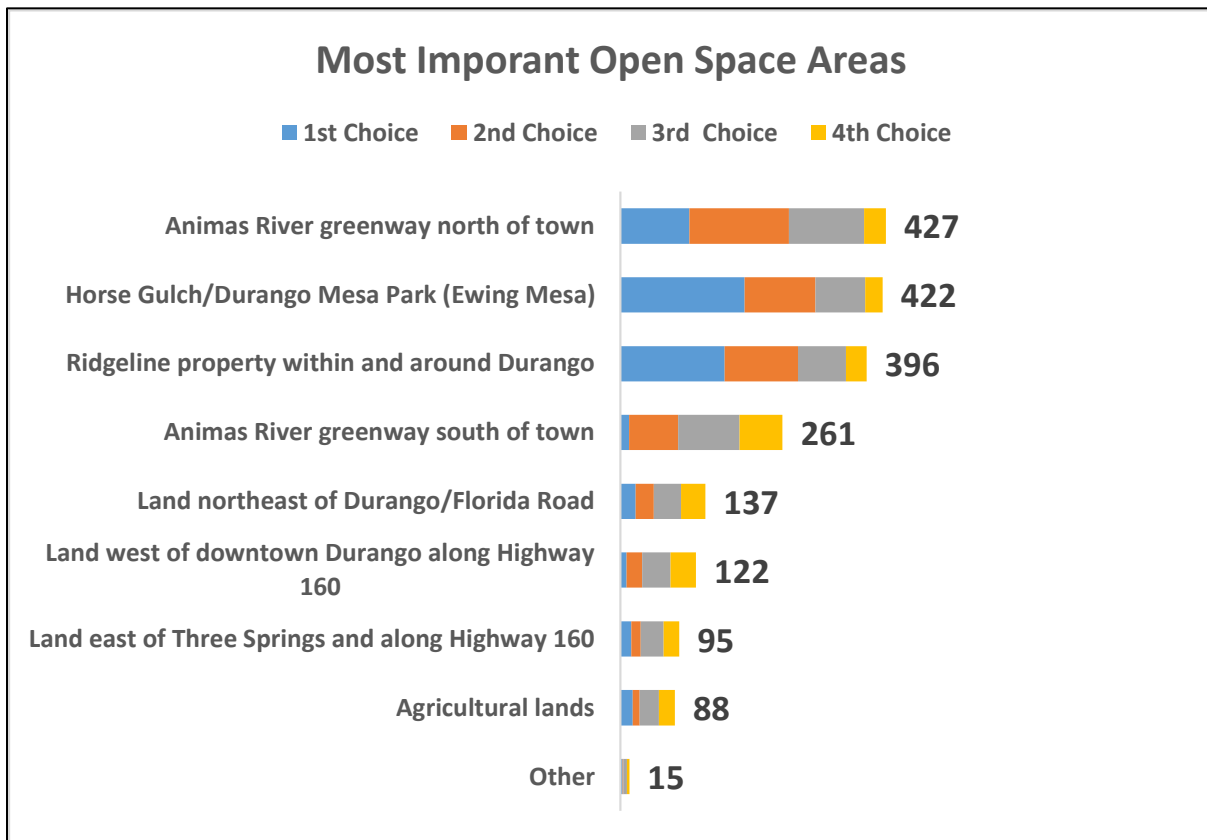 Most Imporant Open Space Areas
1st Choice 2nd Choice 3rd Choice 4th Choice
Animas River greenway north of town 427
Horse Gulch/Durango Mesa Park (Ewing Mesa) 422
Ridgeline property within and around Durango 396
Animas River greenway south of town 261
Land northeast of Durango/Florida Road 137
Land west of downtown Durango along Highway
160 122
Land east of Three Springs and along Highway 160 95
Agricultural lands 88
Other 15